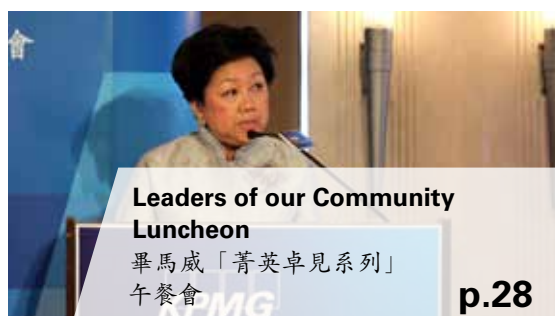 會
Leaders of our Community
Luncheon
畢馬威「菁英卓見系列」
午餐會
KPMG
p.28